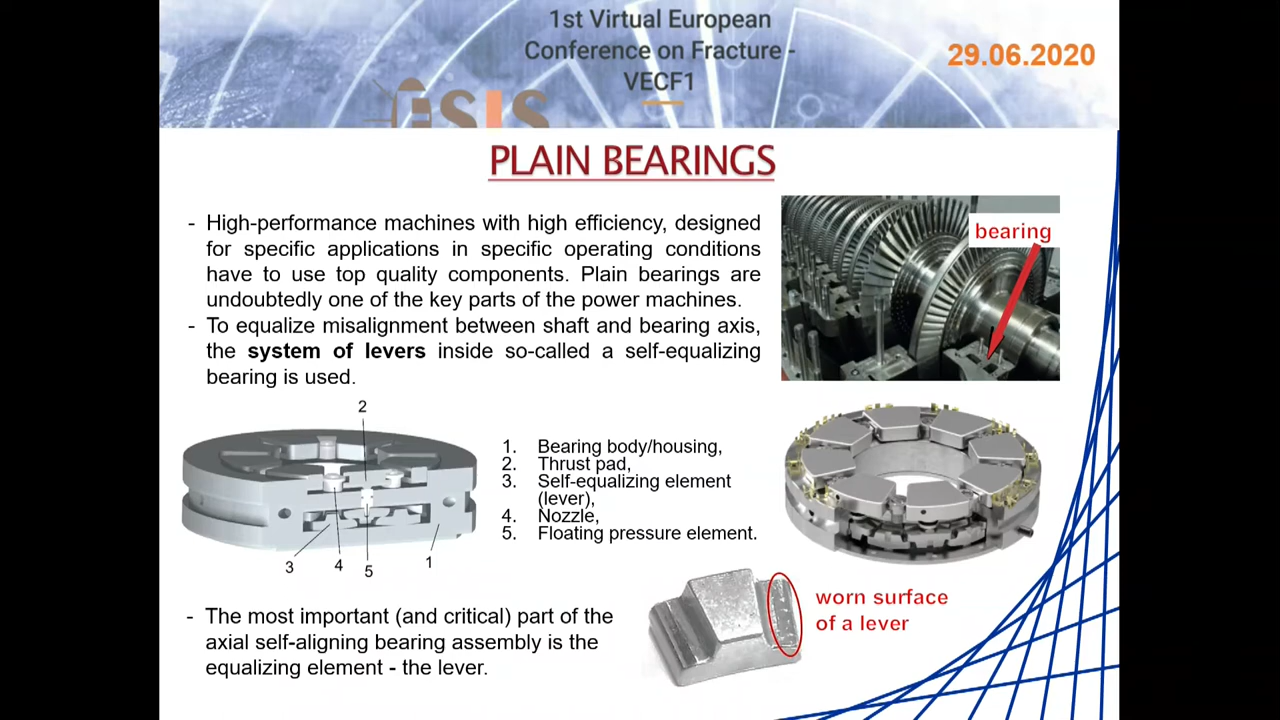 1st Virtual European
Conference on Fracture -
VECF1
29.06.2020
ESIS
PLAIN BEARINGS
- High-performance machines with high efficiency, designed
for specific applications in specific operating conditions
have to use top quality components. Plain bearings are
undoubtedly one of the key parts of the power machines.
- To equalize misalignment between shaft and bearing axis,
the system of levers inside so-called a self-equalizing
bearing is used.
bearing
2
3
4
5
1
1. Bearing body/housing,
2. Thrust pad,
3. Self-equalizing element
(lever),
4. Nozzle,
5. Floating pressure element.
- The most important (and critical) part of the
axial self-aligning bearing assembly is the
equalizing element - the lever.
worn surface
of a lever